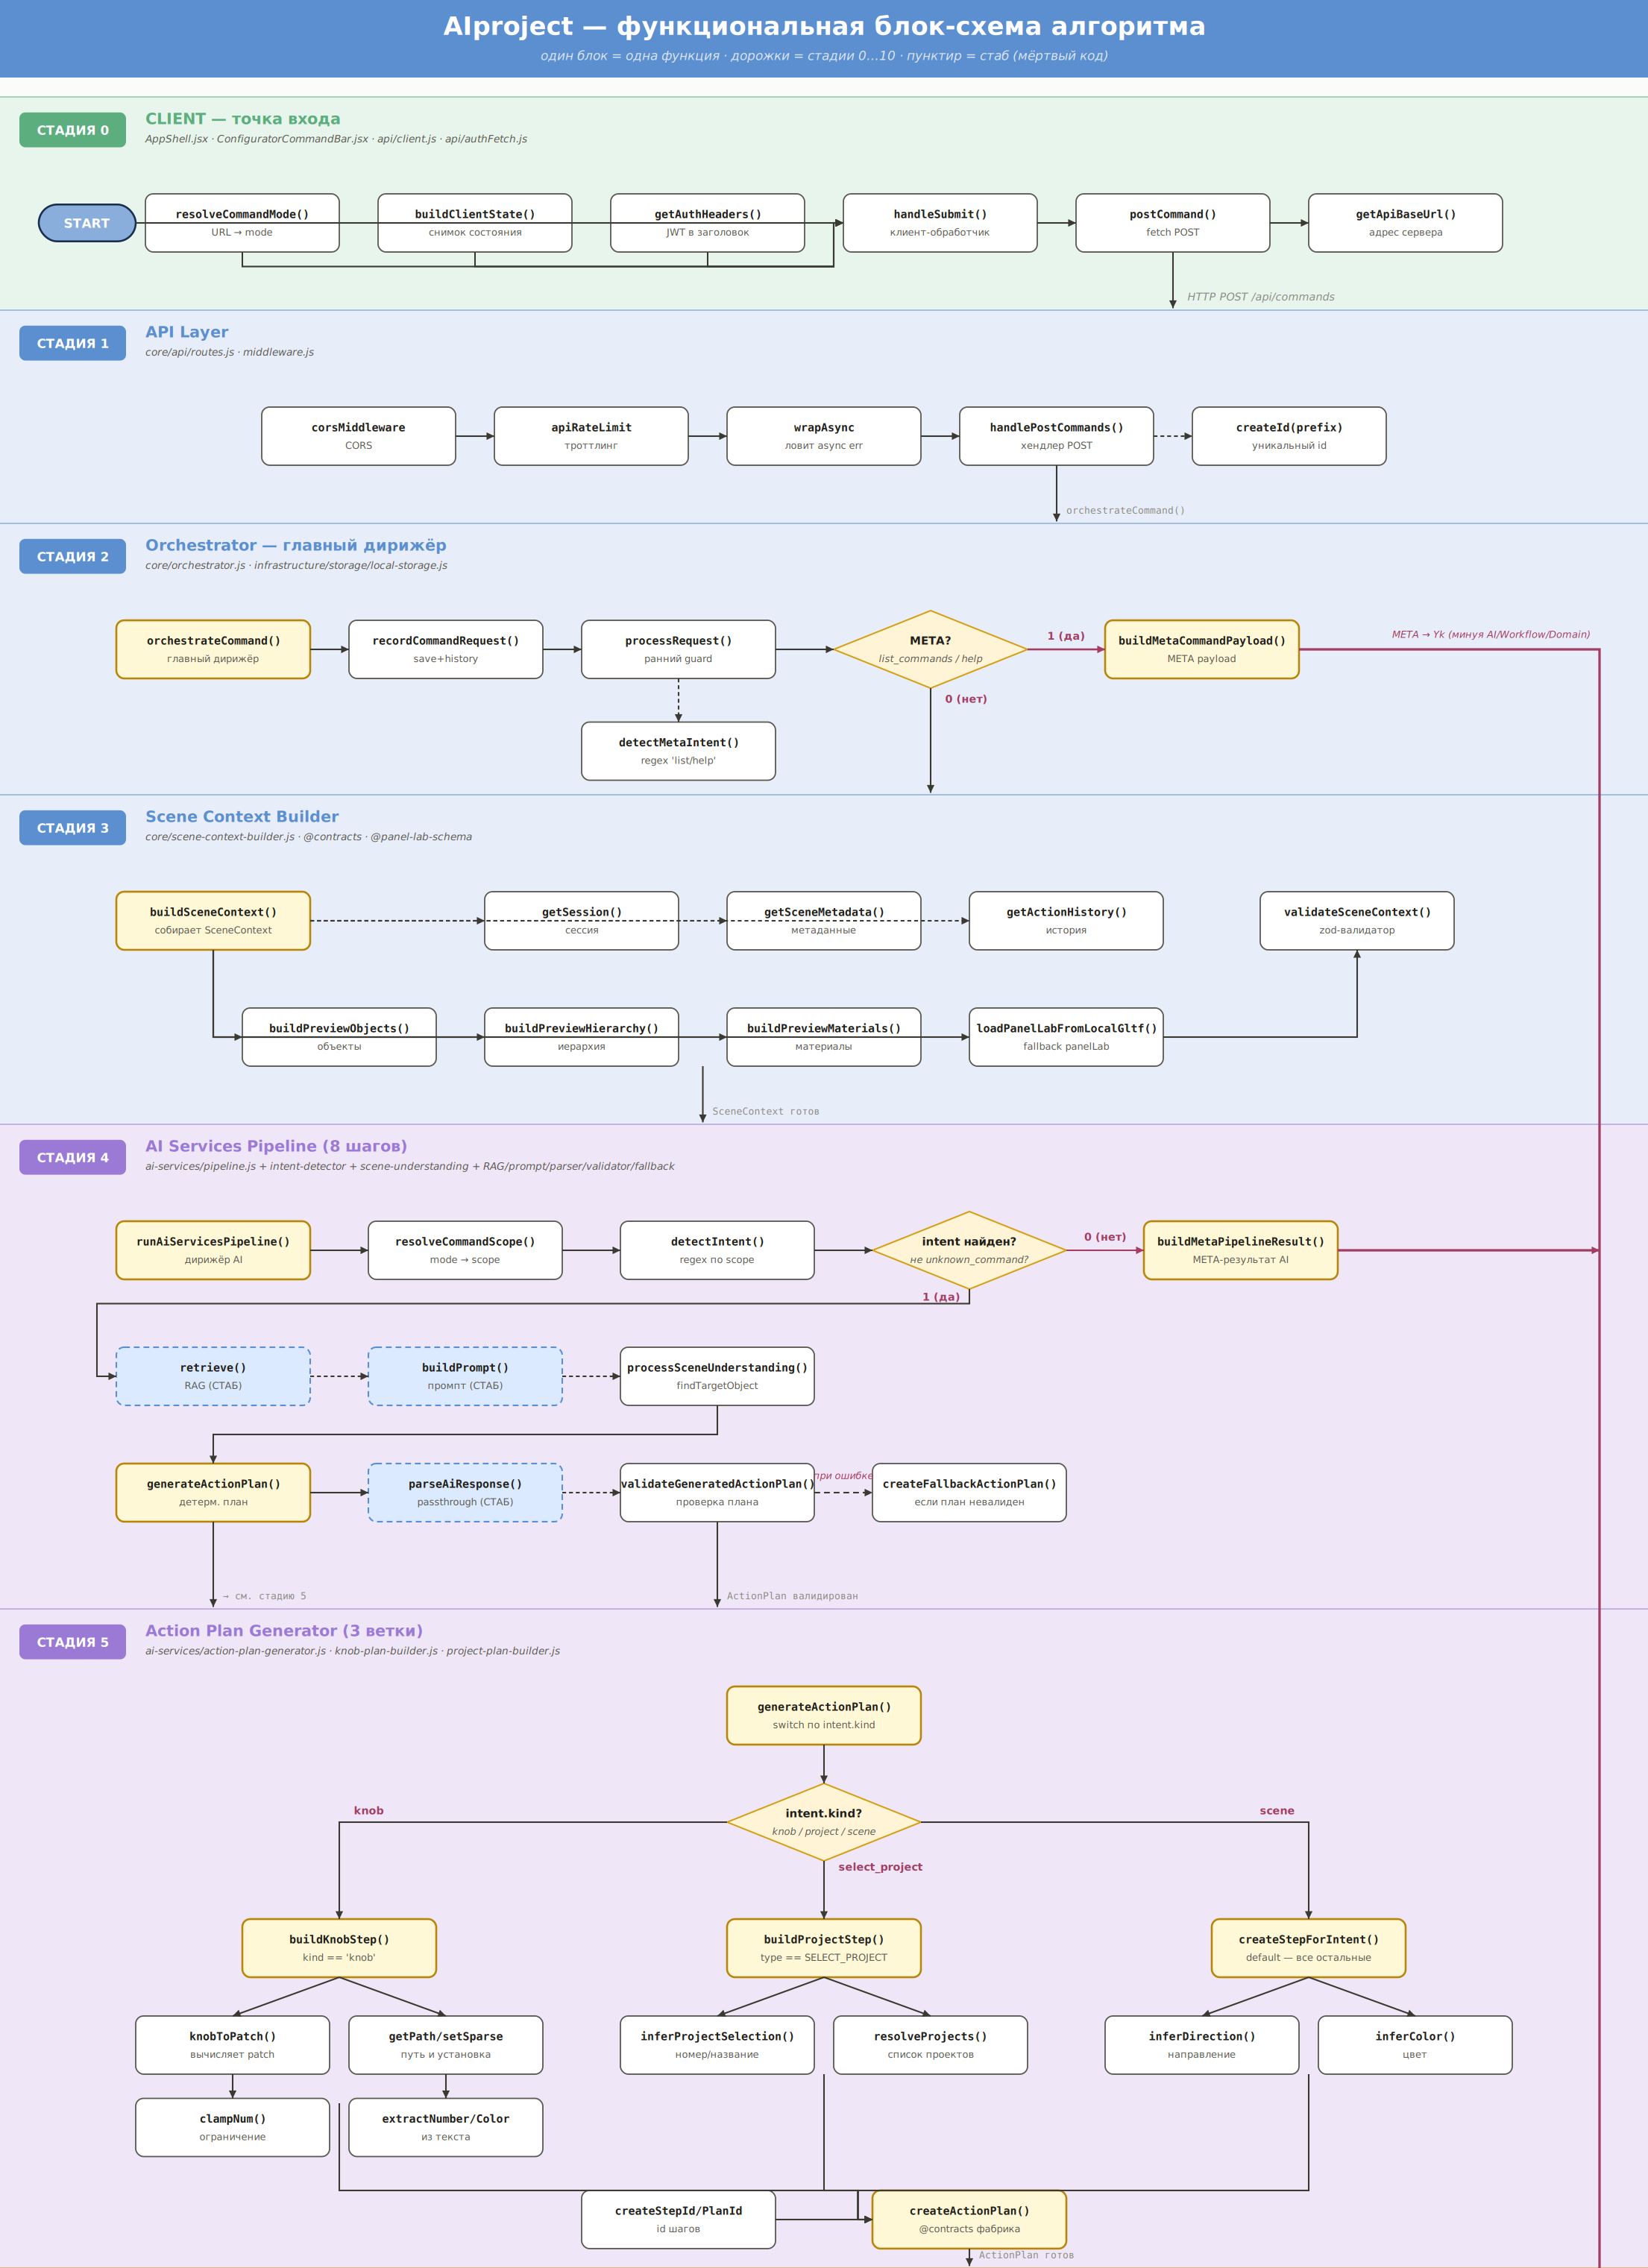 AIproject — функциональная блок-схема алгоритма
один блок = одна функция · дорожки = стадии 0…10 · пунктир = стаб (мёртвый код)
СТАДИЯ 0
CLIENT — точка входа
AppShell.jsx · ConfiguratorCommandBar.jsx · api/client.js · api/authFetch.js
START
resolveCommandMode()
URL → mode
buildClientState()
снимок состояния
getAuthHeaders()
JWT в заголовок
handleSubmit()
клиент-обработчик
postCommand()
fetch POST
getApiBaseUrl()
адрес сервера
HTTP POST /api/commands
СТАДИЯ 1
API Layer
core/api/routes.js · middleware.js
corsMiddleware
CORS
apiRateLimit
троттлинг
wrapAsync
ловит async err
handlePostCommands()
хендлер POST
createId(prefix)
уникальный id
orchestrateCommand()
СТАДИЯ 2
Orchestrator — главный дирижёр
core/orchestrator.js · infrastructure/storage/local-storage.js
orchestrateCommand()
главный дирижёр
recordCommandRequest()
save+history
processRequest()
ранний guard
META?
list_commands / help
1 (да)
buildMetaCommandPayload()
META payload
META → Yk (минуя AI/Workflow/Domain)
0 (нет)
detectMetaIntent()
regex 'list/help'
СТАДИЯ 3
Scene Context Builder
core/scene-context-builder.js · @contracts · @panel-lab-schema
buildSceneContext()
собирает SceneContext
getSession()
сессия
getSceneMetadata()
метаданные
getActionHistory()
история
validateSceneContext()
zod-валидатор
buildPreviewObjects()
объекты
buildPreviewHierarchy()
иерархия
buildPreviewMaterials()
материалы
loadPanelLabFromLocalGltf()
fallback panelLab
SceneContext готов
СТАДИЯ 4
AI Services Pipeline (8 шагов)
ai-services/pipeline.js + intent-detector + scene-understanding + RAG/prompt/parser/validator/fallback
runAiServicesPipeline()
дирижёр AI
resolveCommandScope()
mode → scope
detectIntent()
regex по scope
intent найден?
не unknown_command?
0 (нет)
buildMetaPipelineResult()
META-результат AI
1 (да)
retrieve()
RAG (СТАБ)
buildPrompt()
промпт (СТАБ)
processSceneUnderstanding()
findTargetObject
generateActionPlan()
детерм. план
parseAiResponse()
passthrough (СТАБ)
validateGeneratedActionPlan()
проверка плана
при ошибке
createFallbackActionPlan()
если план невалиден
→ см. стадию 5
ActionPlan валидирован
СТАДИЯ 5
Action Plan Generator (3 ветки)
ai-services/action-plan-generator.js · knob-plan-builder.js · project-plan-builder.js
generateActionPlan()
switch по intent.kind
intent.kind?
knob / project / scene
knob
scene
select_project
buildKnobStep()
kind == 'knob'
buildProjectStep()
type == SELECT_PROJECT
createStepForIntent()
default — все остальные
knobToPatch()
вычисляет patch
getPath/setSparse
путь и установка
inferProjectSelection()
номер/название
resolveProjects()
список проектов
inferDirection()
направление
inferColor()
цвет
clampNum()
ограничение
extractNumber/Color
из текста
createStepId/PlanId
id шагов
createActionPlan()
@contracts фабрика
ActionPlan готов